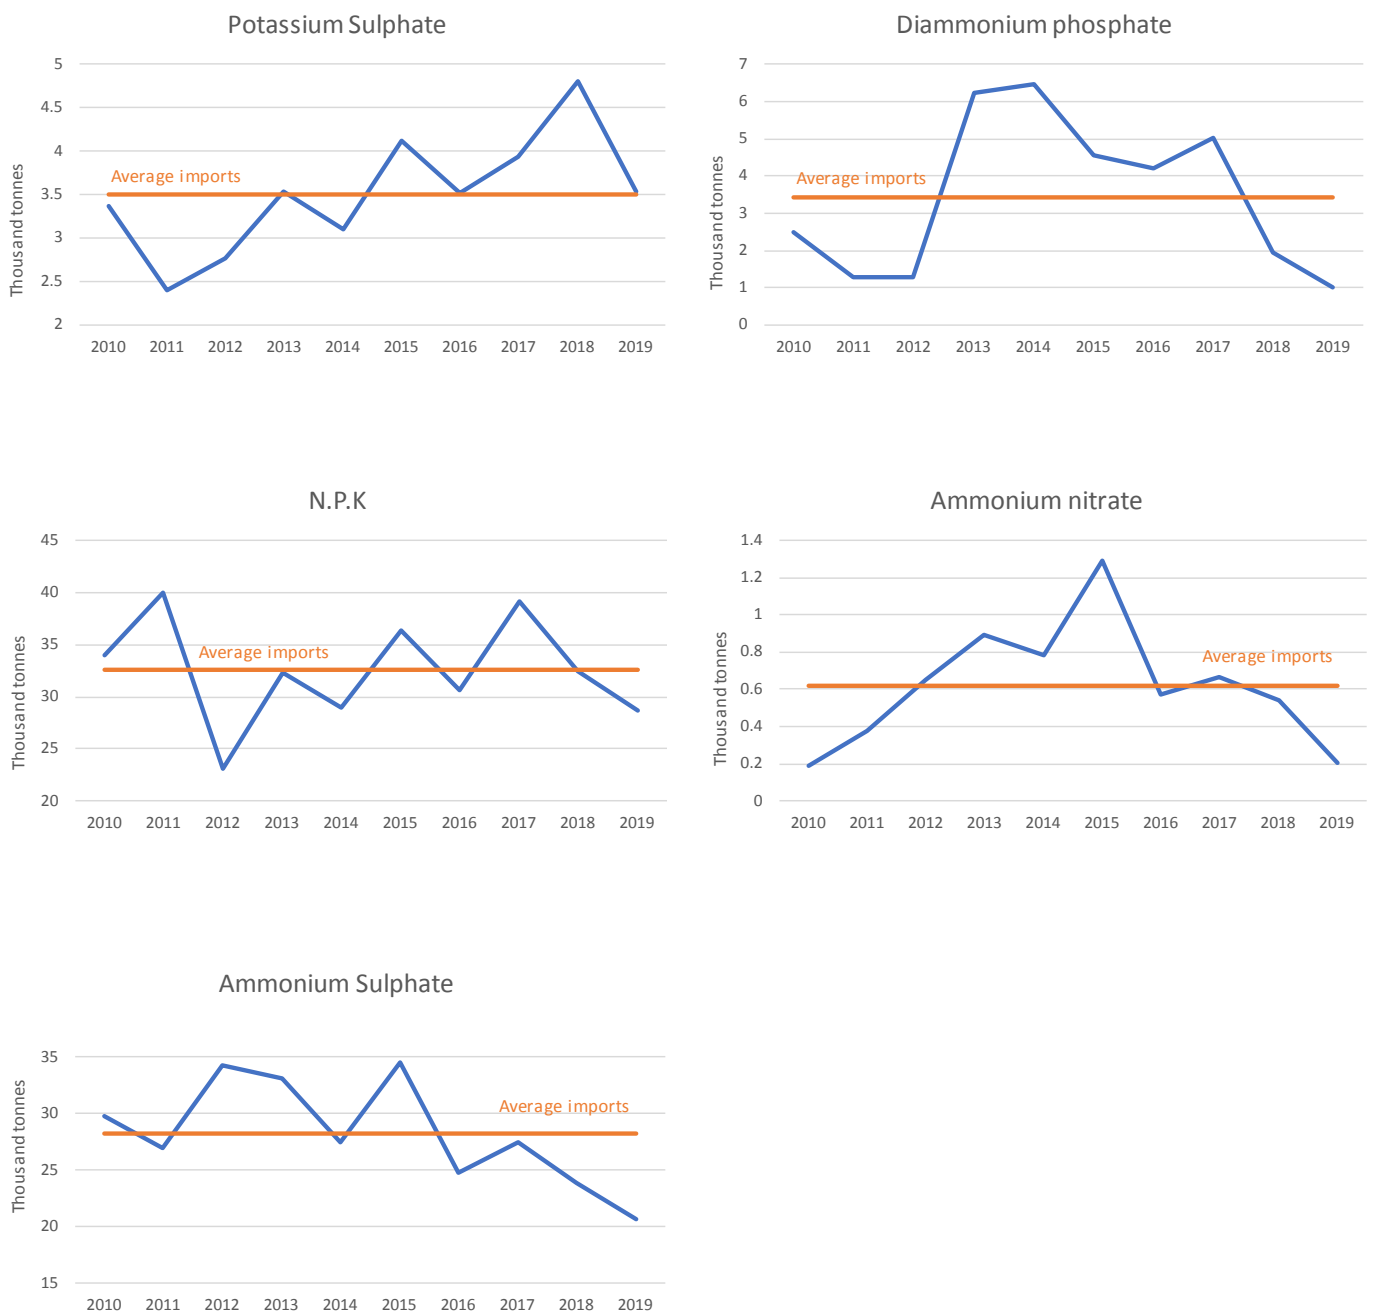 Potassium Sulphate
Thousand tonnes
5
4.5
4
3.5
3
2.5
2
Average imports
2010 2011 2012 2013 2014 2015 2016 2017 2018 2019
Diammonium phosphate
Thousand tonnes
7
6
5
4
3
2
1
0
Average imports
2010 2011 2012 2013 2014 2015 2016 2017 2018 2019
N.P.K
Thousand tonnes
45
40
35
30
25
20
Average imports
2010 2011 2012 2013 2014 2015 2016 2017 2018 2019
Ammonium nitrate
Thousand tonnes
1.4
1.2
1
0.8
0.6
0.4
0.2
0
Average imports
2010 2011 2012 2013 2014 2015 2016 2017 2018 2019
Ammonium Sulphate
Thousand tonnes
35
30
25
20
15
Average imports
2010 2011 2012 2013 2014 2015 2016 2017 2018 2019